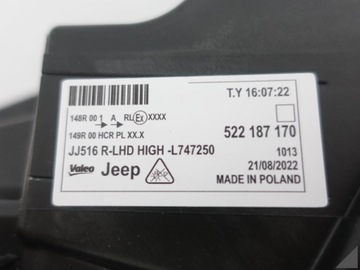 T.Y 16:07:22
148R 00 1 A RL Ex XXXX
149R 00 HCR PL XX.X
522 187 170
JJ516 R-LHD HIGH -L747250
1013
Valeo Jeep
21/08/2022
MADE IN POLAND